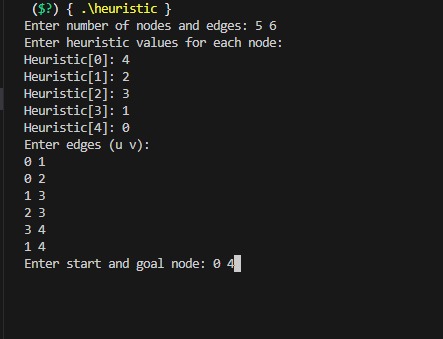 ($?) { .\heuristic }
Enter number of nodes and edges: 5 6
Enter heuristic values for each node:
Heuristic[0]: 4
Heuristic[1]: 2
Heuristic[2]: 3
Heuristic[3]: 1
Heuristic[4]: 0
Enter edges (u v):
0 1
0 2
1 3
2 3
3 4
1 4
Enter start and goal node: 0 4